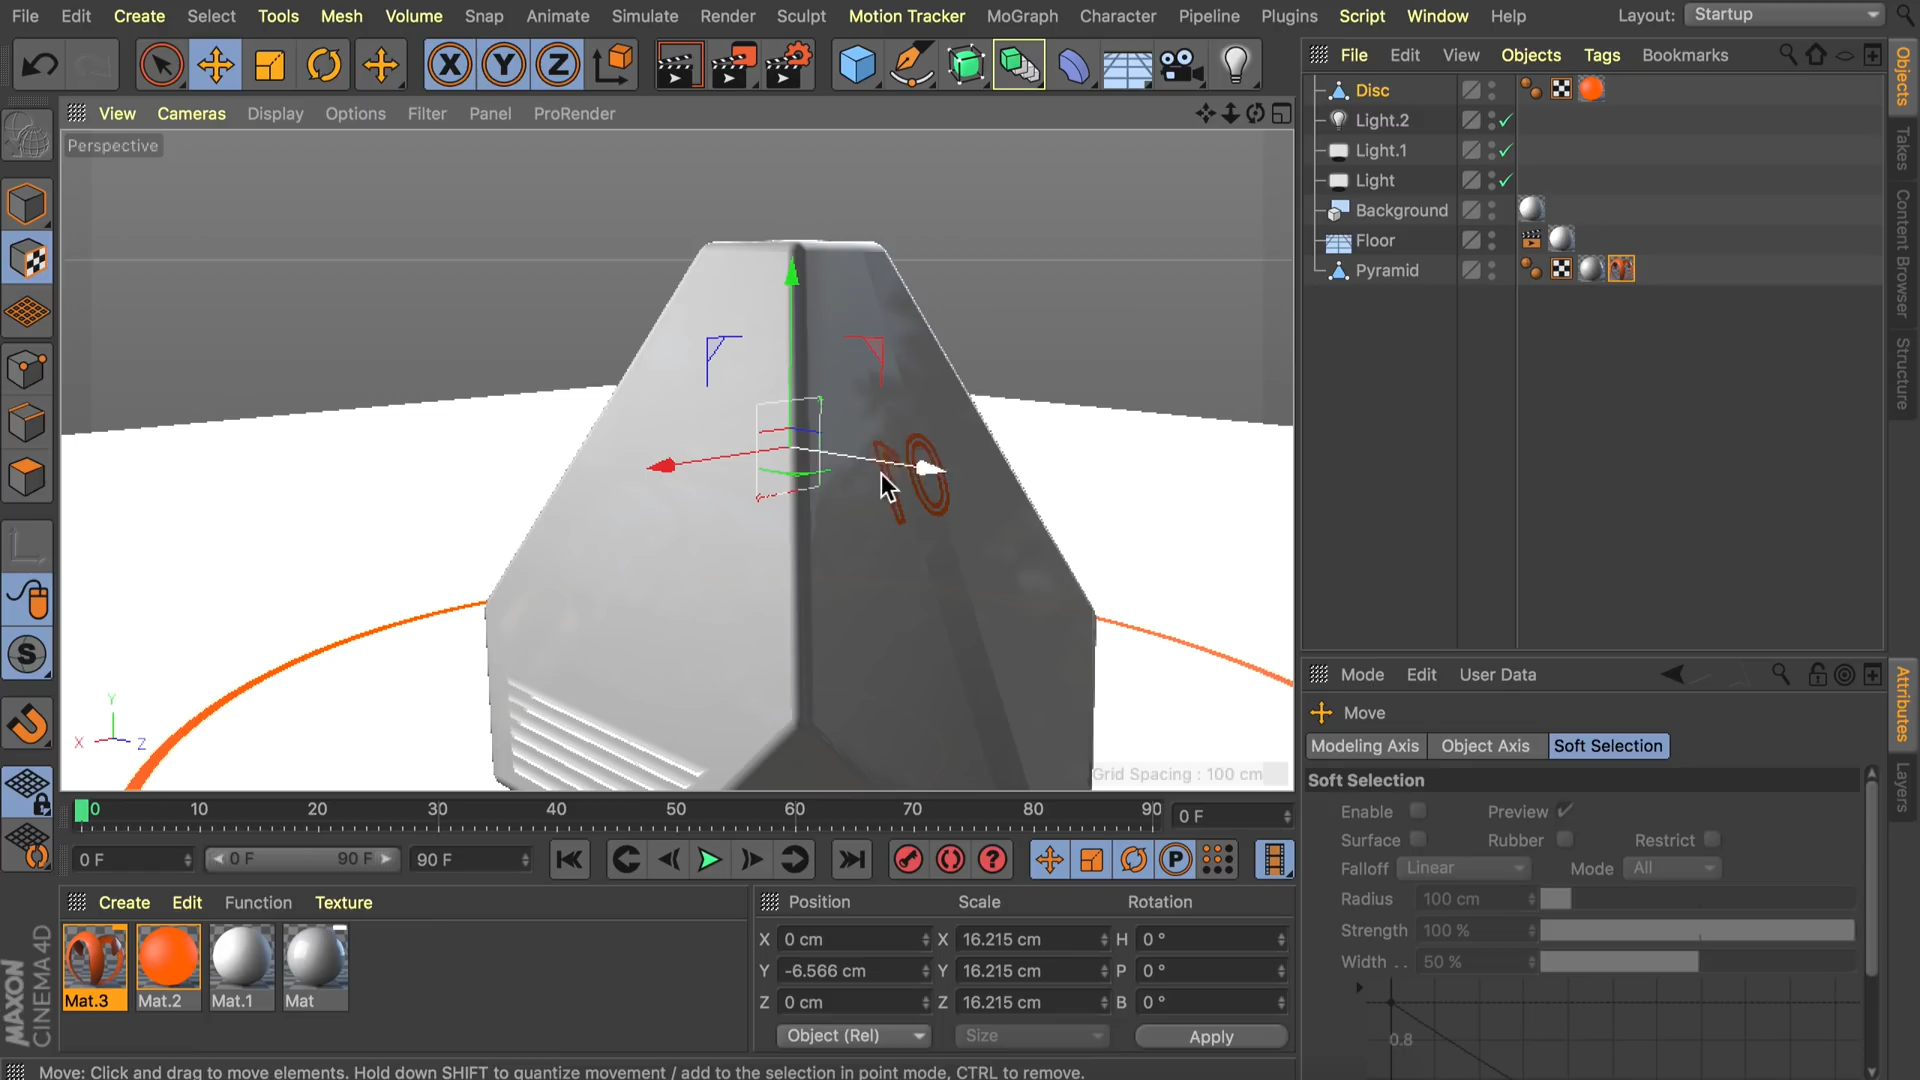 File Edit Create Select Tools Mesh Volume Snap Animate Simulate Render Sculpt Motion Tracker MoGraph Character Pipeline Plugins Script Window Help Layout: Startup
X Y Z
File Edit View Objects Tags Bookmarks
View Cameras Display Options Filter Panel ProRender
Perspective
Disc
Light.2
Light.1
Light
Background
Floor
Pyramid
Objects
Takes
Content Browser
Structure
10
Y
X Z
Grid Spacing : 100 cm
0 10 20 30 40 50 60 70 80 90 0 F
0 F 0 F 90 F 90 F
Create Edit Function Texture
Mat.3 Mat.2 Mat.1 Mat
MAXON
CINEMA 4D
Position Scale Rotation
X 0 cm X 16.215 cm H 0 °
Y -6.566 cm Y 16.215 cm P 0 °
Z 0 cm Z 16.215 cm B 0 °
Object (Rel) Size Apply
Mode Edit User Data
Move
Modeling Axis Object Axis Soft Selection
Soft Selection
Enable Preview
Surface Rubber Restrict
Falloff Linear Mode All
Radius 100 cm
Strength 100 %
Width . . 50 %
0.8
Attributes
Layers
Move: Click and drag to move elements. Hold down SHIFT to quantize movement / add to the selection in point mode, CTRL to remove.